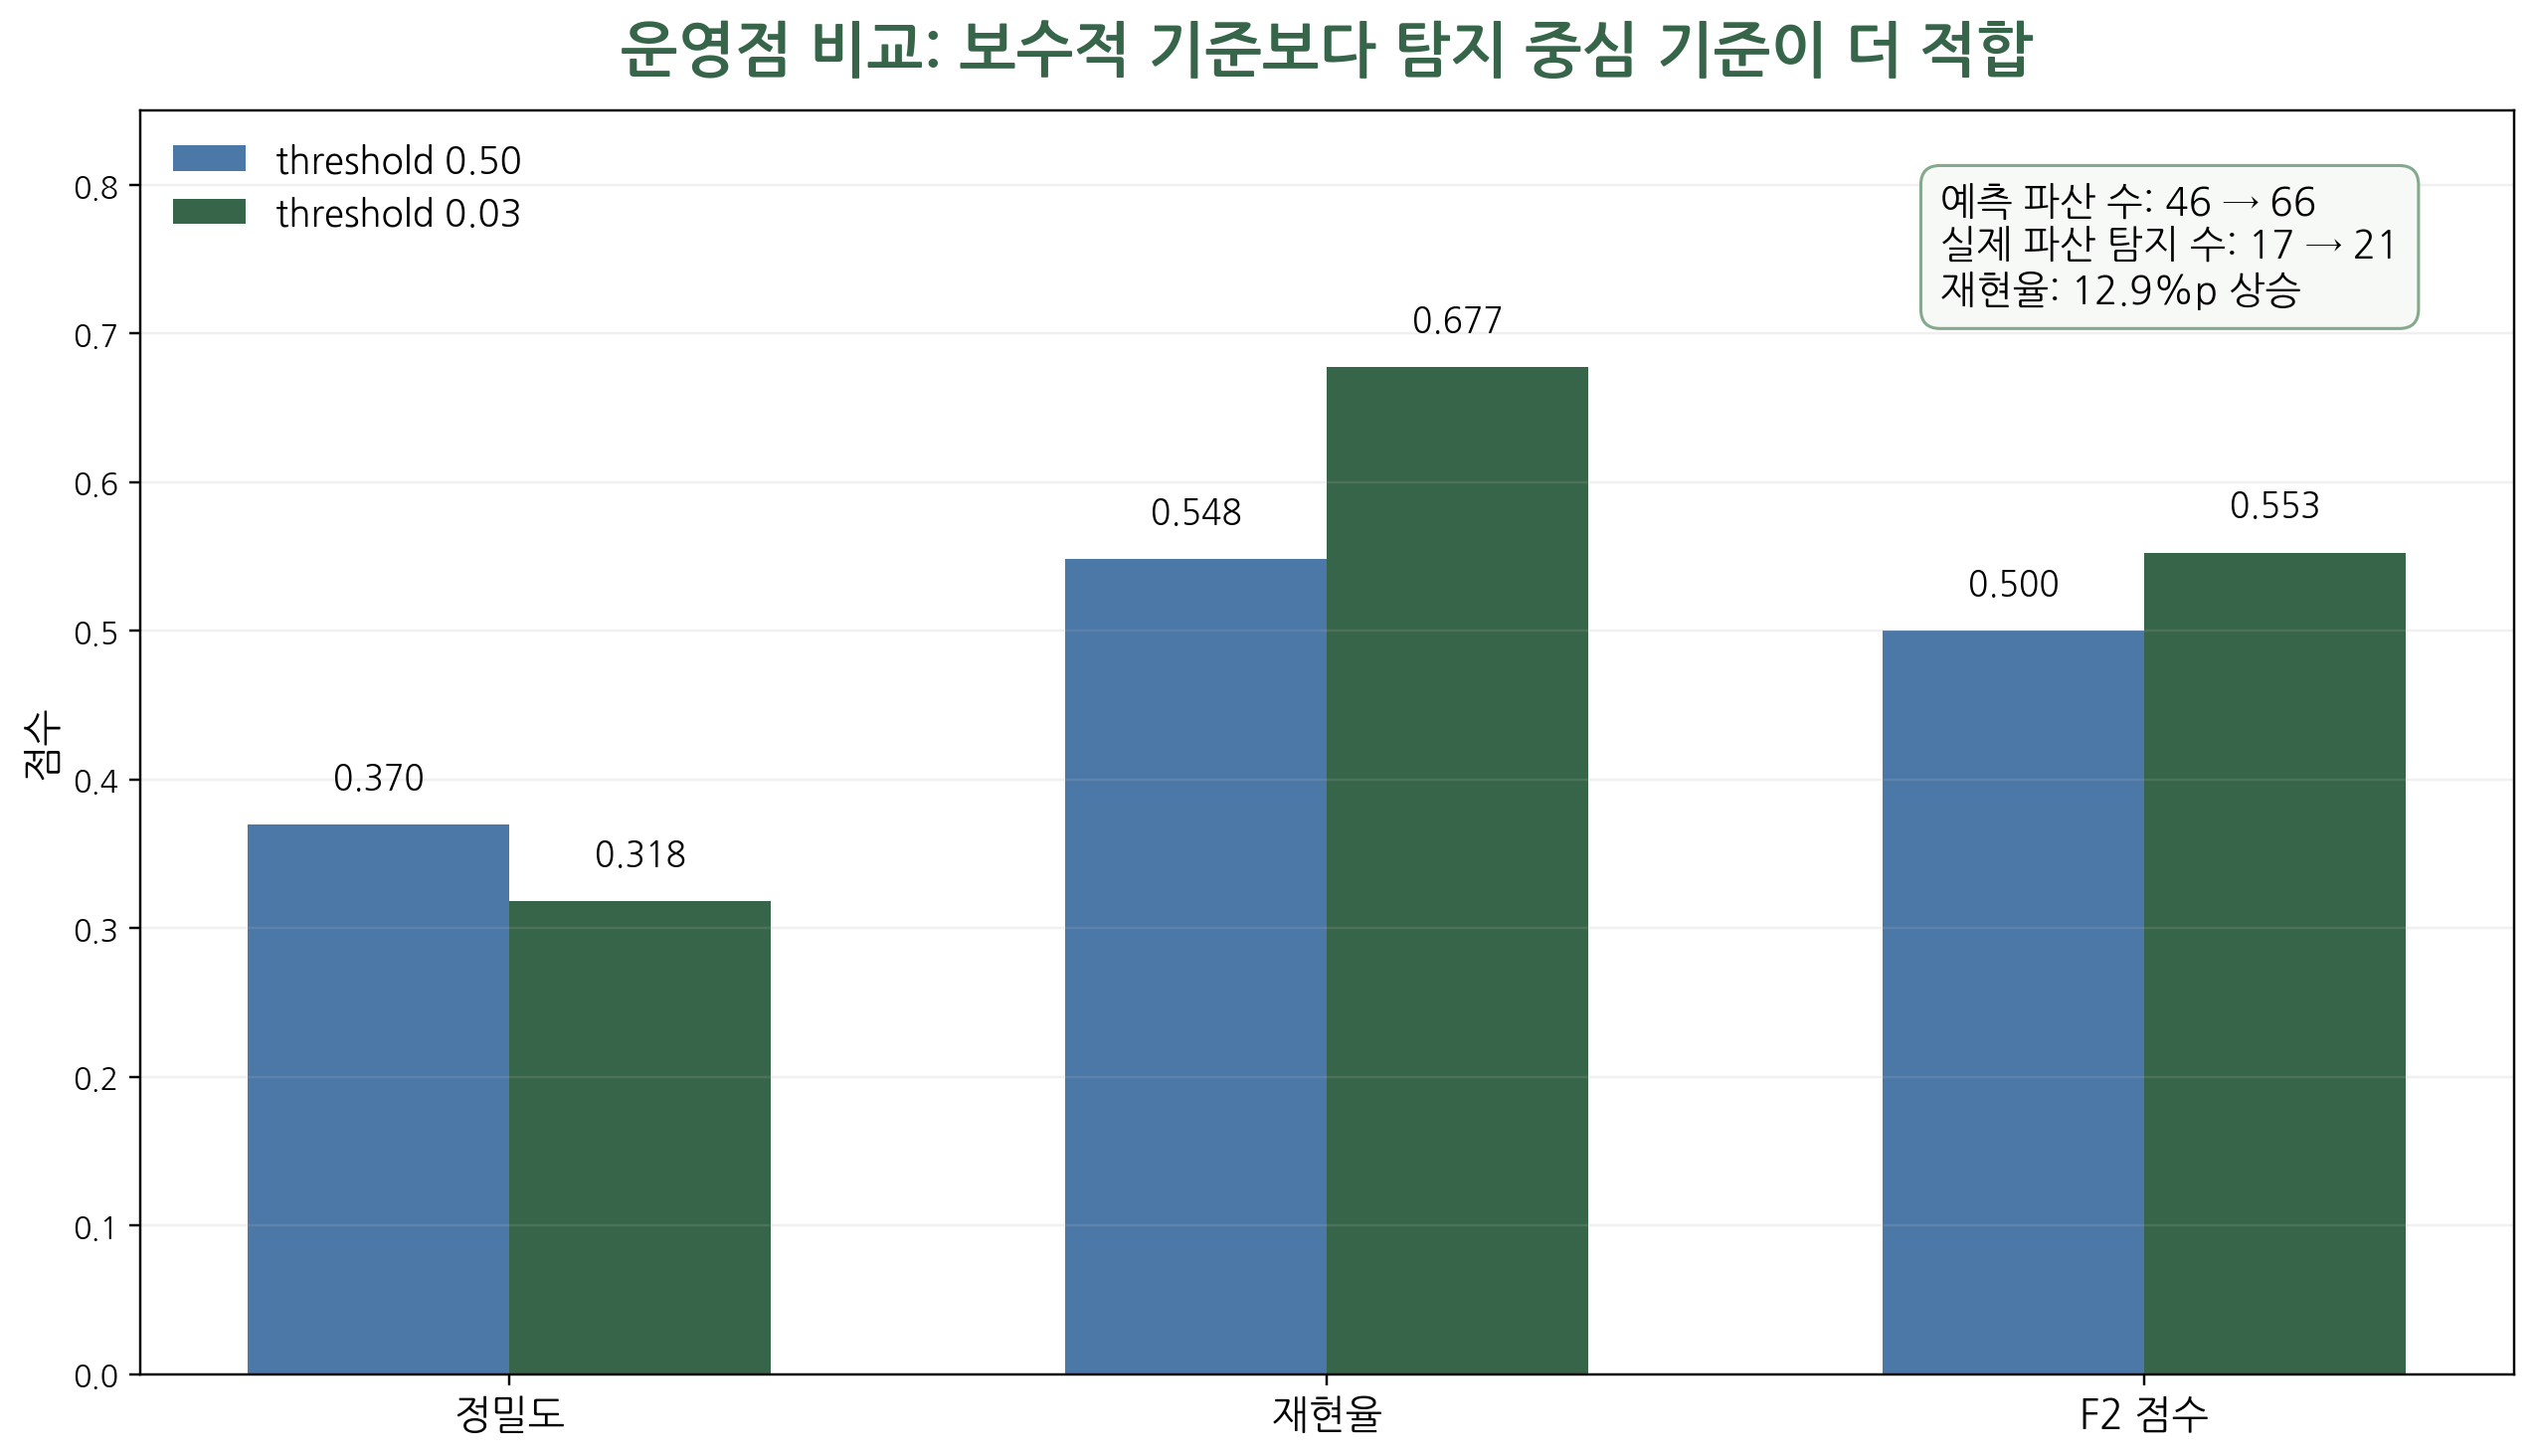 운영점 비교: 보수적 기준보다 탐지 중심 기준이 더 적합
threshold 0.50
threshold 0.03
예측 파산 수: 46 → 66
실제 파산 탐지 수: 17 → 21
재현율: 12.9%p 상승
점수
0.8
0.7
0.6
0.5
0.4
0.3
0.2
0.1
0.0
0.370
0.318
0.548
0.677
0.500
0.553
정밀도
재현율
F2 점수